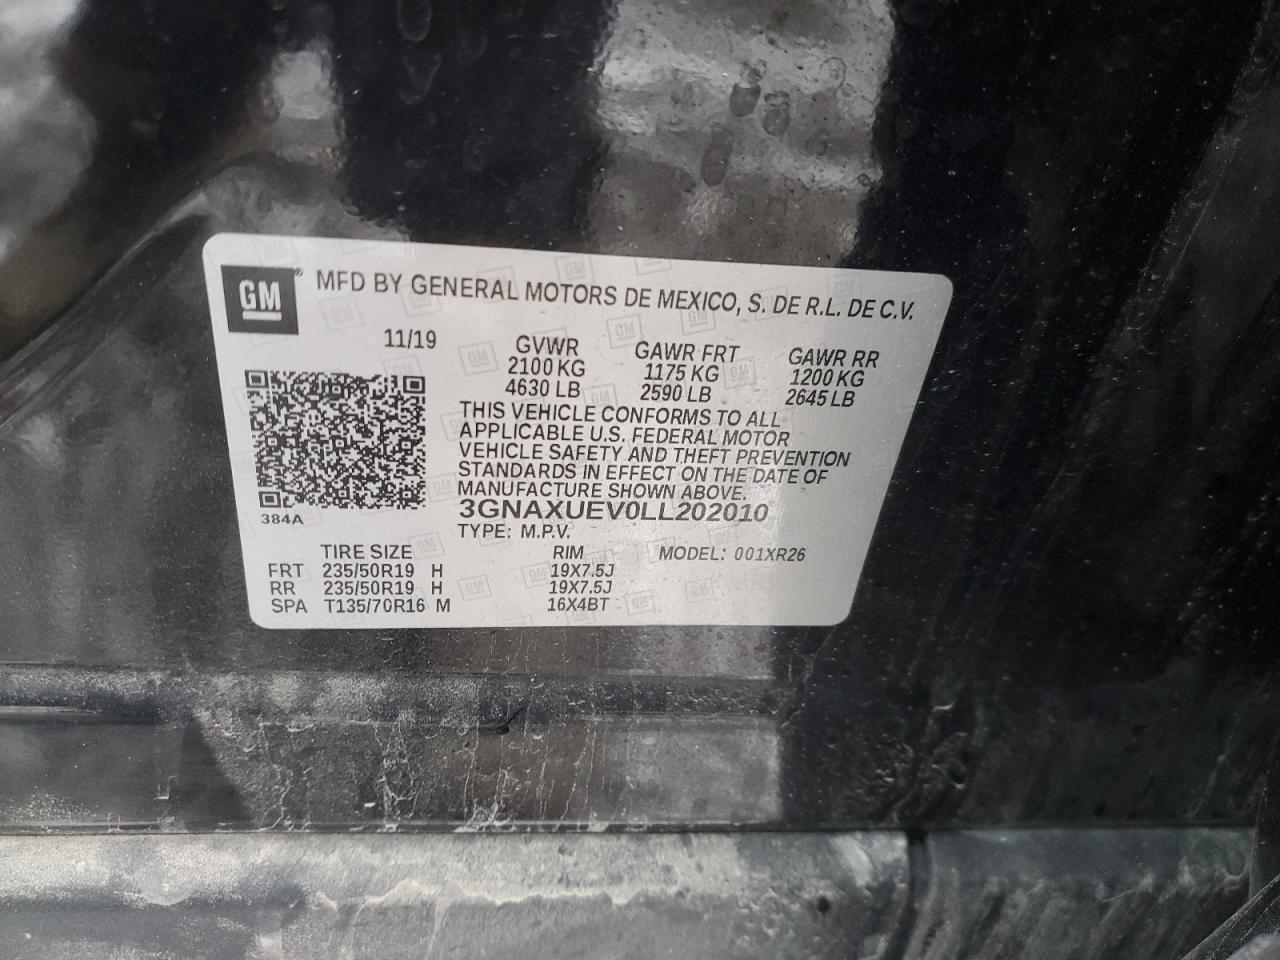 GM® MFD BY GENERAL MOTORS DE MEXICO, S. DE R.L. DE C.V.
11/19 GVWR GAWR FRT GAWR RR
2100 KG 1175 KG 1200 KG
4630 LB 2590 LB 2645 LB
THIS VEHICLE CONFORMS TO ALL
APPLICABLE U.S. FEDERAL MOTOR
VEHICLE SAFETY AND THEFT PREVENTION
STANDARDS IN EFFECT ON THE DATE OF
MANUFACTURE SHOWN ABOVE.
3GNAXUEV0LL202010
384A
TYPE: M.P.V.
TIRE SIZE RIM MODEL: 001XR26
FRT 235/50R19 H 19X7.5J
RR 235/50R19 H 19X7.5J
SPA T135/70R16 M 16X4BT